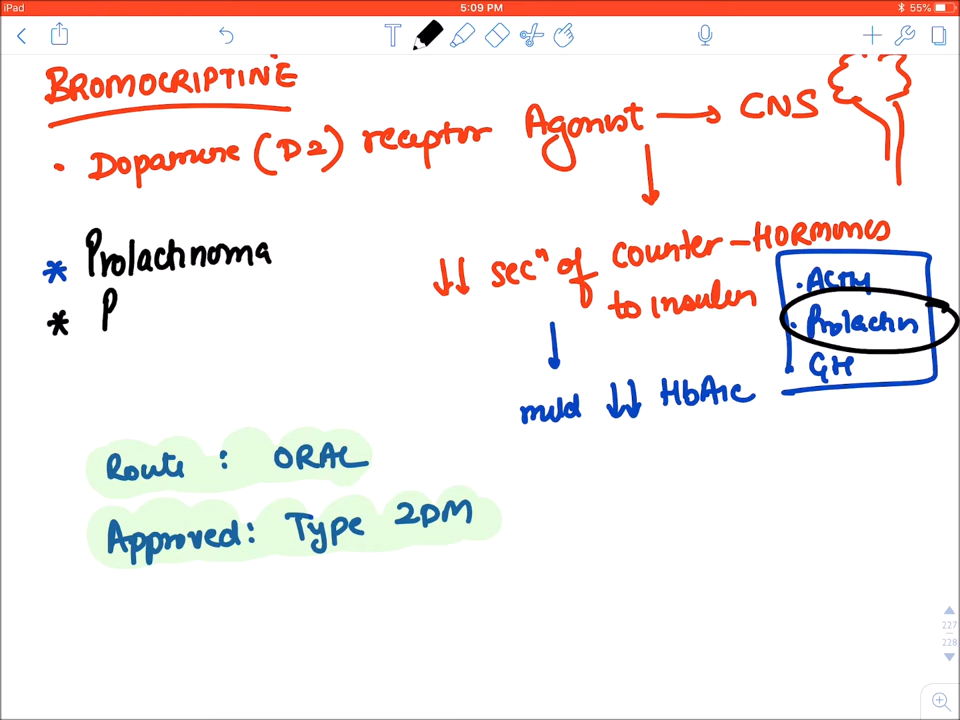 iPad 5:09 PM 55%
T
BROMOCRIPTINE
• Dopamine (D2) receptor Agonist → CNS
* Prolachnoma
* P
↓↓ secⁿ of counter-HORMONES
to insulin
• ACTH
• Prolactin
• GH
mild ↓↓ HbA1c
Route : ORAL
Approved: Type 2DM
227
228